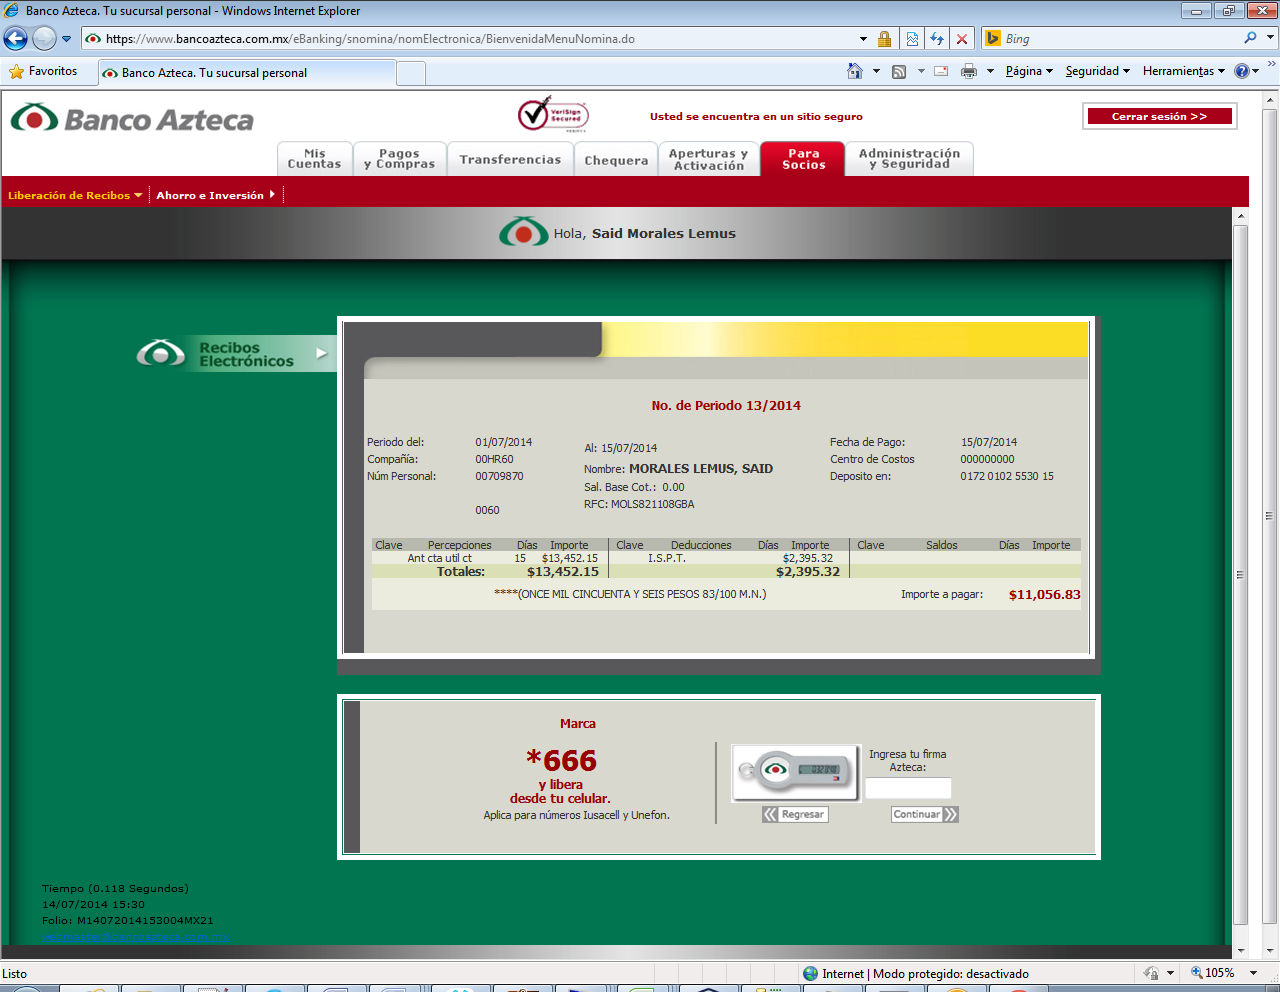 Banco Azteca. Tu sucursal personal - Windows Internet Explorer
https://www.bancoazteca.com.mx/eBanking/snomina/nomElectronica/BienvenidaMenuNomina.do
Bing
Favoritos
Banco Azteca. Tu sucursal personal
Página
Seguridad
Herramientas
Banco Azteca
VeriSign
Secured
Usted se encuentra en un sitio seguro
Cerrar sesión >>
Mis Cuentas
Pagos y Compras
Transferencias
Chequera
Aperturas y Activación
Para Socios
Administración y Seguridad
Liberación de Recibos
Ahorro e Inversión
Hola, Said Morales Lemus
Recibos
Electrónicos
No. de Periodo 13/2014
Periodo del: 01/07/2014 Al: 15/07/2014 Fecha de Pago: 15/07/2014
Compañía: 00HR60 Nombre: MORALES LEMUS, SAID Centro de Costos 000000000
Núm Personal: 00709870 Sal. Base Cot.: 0.00 Deposito en: 0172 0102 5530 15
0060 RFC: MOLS821108GBA
Clave Percepciones Días Importe Clave Deducciones Días Importe Clave Saldos Días Importe
Ant cta util ct 15 $13,452.15 I.S.P.T. $2,395.32
Totales: $13,452.15 $2,395.32
****(ONCE MIL CINCUENTA Y SEIS PESOS 83/100 M.N.) Importe a pagar: $11,056.83
Marca
*666
y libera
desde tu celular.
Aplica para números Iusacell y Unefon.
Ingresa tu firma
Azteca:
Regresar
Continuar
Tiempo (0.118 Segundos)
14/07/2014 15:30
Folio: M14072014153004MX21
Listo
Internet | Modo protegido: desactivado
105%